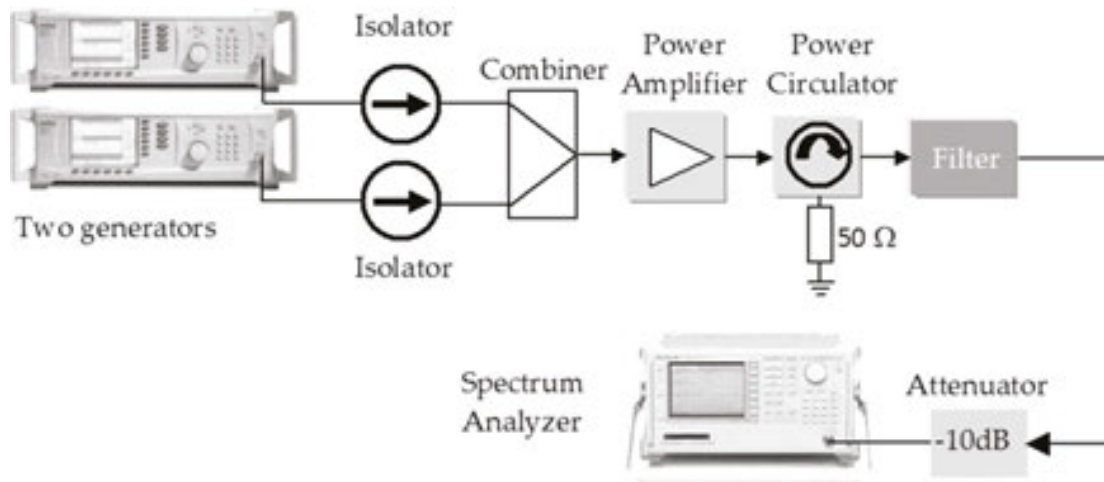 Isolator
Combiner
Power
Amplifier
Power
Circulator
Filter
50 Ω
Two generators
Isolator
Spectrum
Analyzer
Attenuator
-10dB